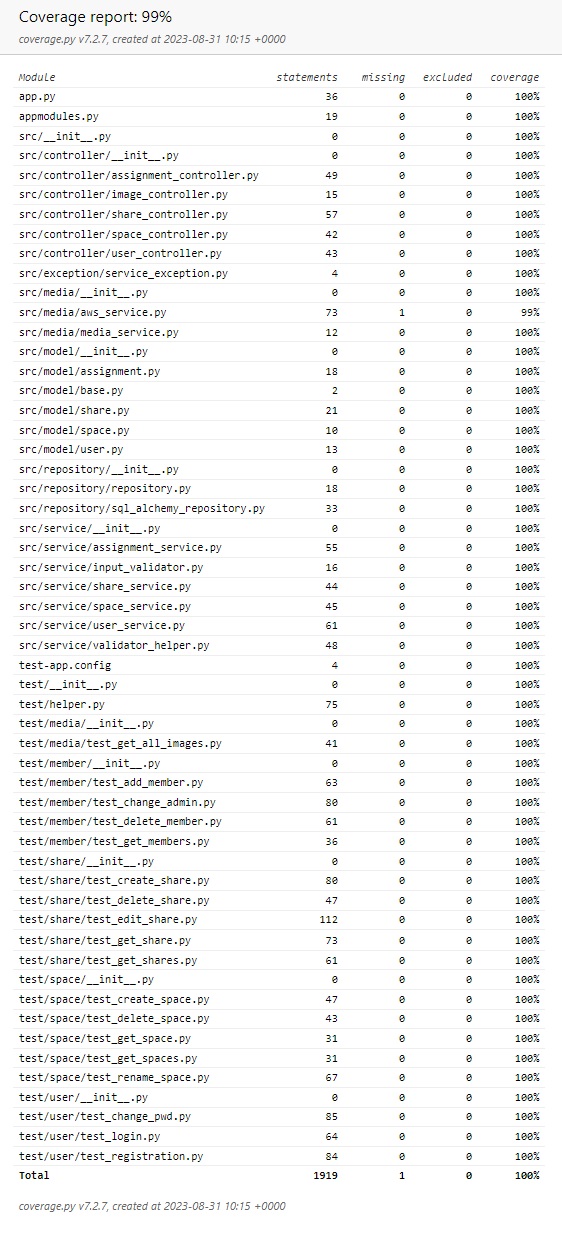 Coverage report: 99%
coverage.py v7.2.7, created at 2023-08-31 10:15 +0000
Module statements missing excluded coverage
app.py 36 0 0 100%
appmodules.py 19 0 0 100%
src/__init__.py 0 0 0 100%
src/controller/__init__.py 0 0 0 100%
src/controller/assignment_controller.py 49 0 0 100%
src/controller/image_controller.py 15 0 0 100%
src/controller/share_controller.py 57 0 0 100%
src/controller/space_controller.py 42 0 0 100%
src/controller/user_controller.py 43 0 0 100%
src/exception/service_exception.py 4 0 0 100%
src/media/__init__.py 0 0 0 100%
src/media/aws_service.py 73 1 0 99%
src/media/media_service.py 12 0 0 100%
src/model/__init__.py 0 0 0 100%
src/model/assignment.py 18 0 0 100%
src/model/base.py 2 0 0 100%
src/model/share.py 21 0 0 100%
src/model/space.py 10 0 0 100%
src/model/user.py 13 0 0 100%
src/repository/__init__.py 0 0 0 100%
src/repository/repository.py 18 0 0 100%
src/repository/sql_alchemy_repository.py 33 0 0 100%
src/service/__init__.py 0 0 0 100%
src/service/assignment_service.py 55 0 0 100%
src/service/input_validator.py 16 0 0 100%
src/service/share_service.py 44 0 0 100%
src/service/space_service.py 45 0 0 100%
src/service/user_service.py 61 0 0 100%
src/service/validator_helper.py 48 0 0 100%
test-app.config 4 0 0 100%
test/__init__.py 0 0 0 100%
test/helper.py 75 0 0 100%
test/media/__init__.py 0 0 0 100%
test/media/test_get_all_images.py 41 0 0 100%
test/member/__init__.py 0 0 0 100%
test/member/test_add_member.py 63 0 0 100%
test/member/test_change_admin.py 80 0 0 100%
test/member/test_delete_member.py 61 0 0 100%
test/member/test_get_members.py 36 0 0 100%
test/share/__init__.py 0 0 0 100%
test/share/test_create_share.py 80 0 0 100%
test/share/test_delete_share.py 47 0 0 100%
test/share/test_edit_share.py 112 0 0 100%
test/share/test_get_share.py 73 0 0 100%
test/share/test_get_shares.py 61 0 0 100%
test/space/__init__.py 0 0 0 100%
test/space/test_create_space.py 47 0 0 100%
test/space/test_delete_space.py 43 0 0 100%
test/space/test_get_space.py 31 0 0 100%
test/space/test_get_spaces.py 31 0 0 100%
test/space/test_rename_space.py 67 0 0 100%
test/user/__init__.py 0 0 0 100%
test/user/test_change_pwd.py 85 0 0 100%
test/user/test_login.py 64 0 0 100%
test/user/test_registration.py 84 0 0 100%
Total 1919 1 0 100%
coverage.py v7.2.7, created at 2023-08-31 10:15 +0000